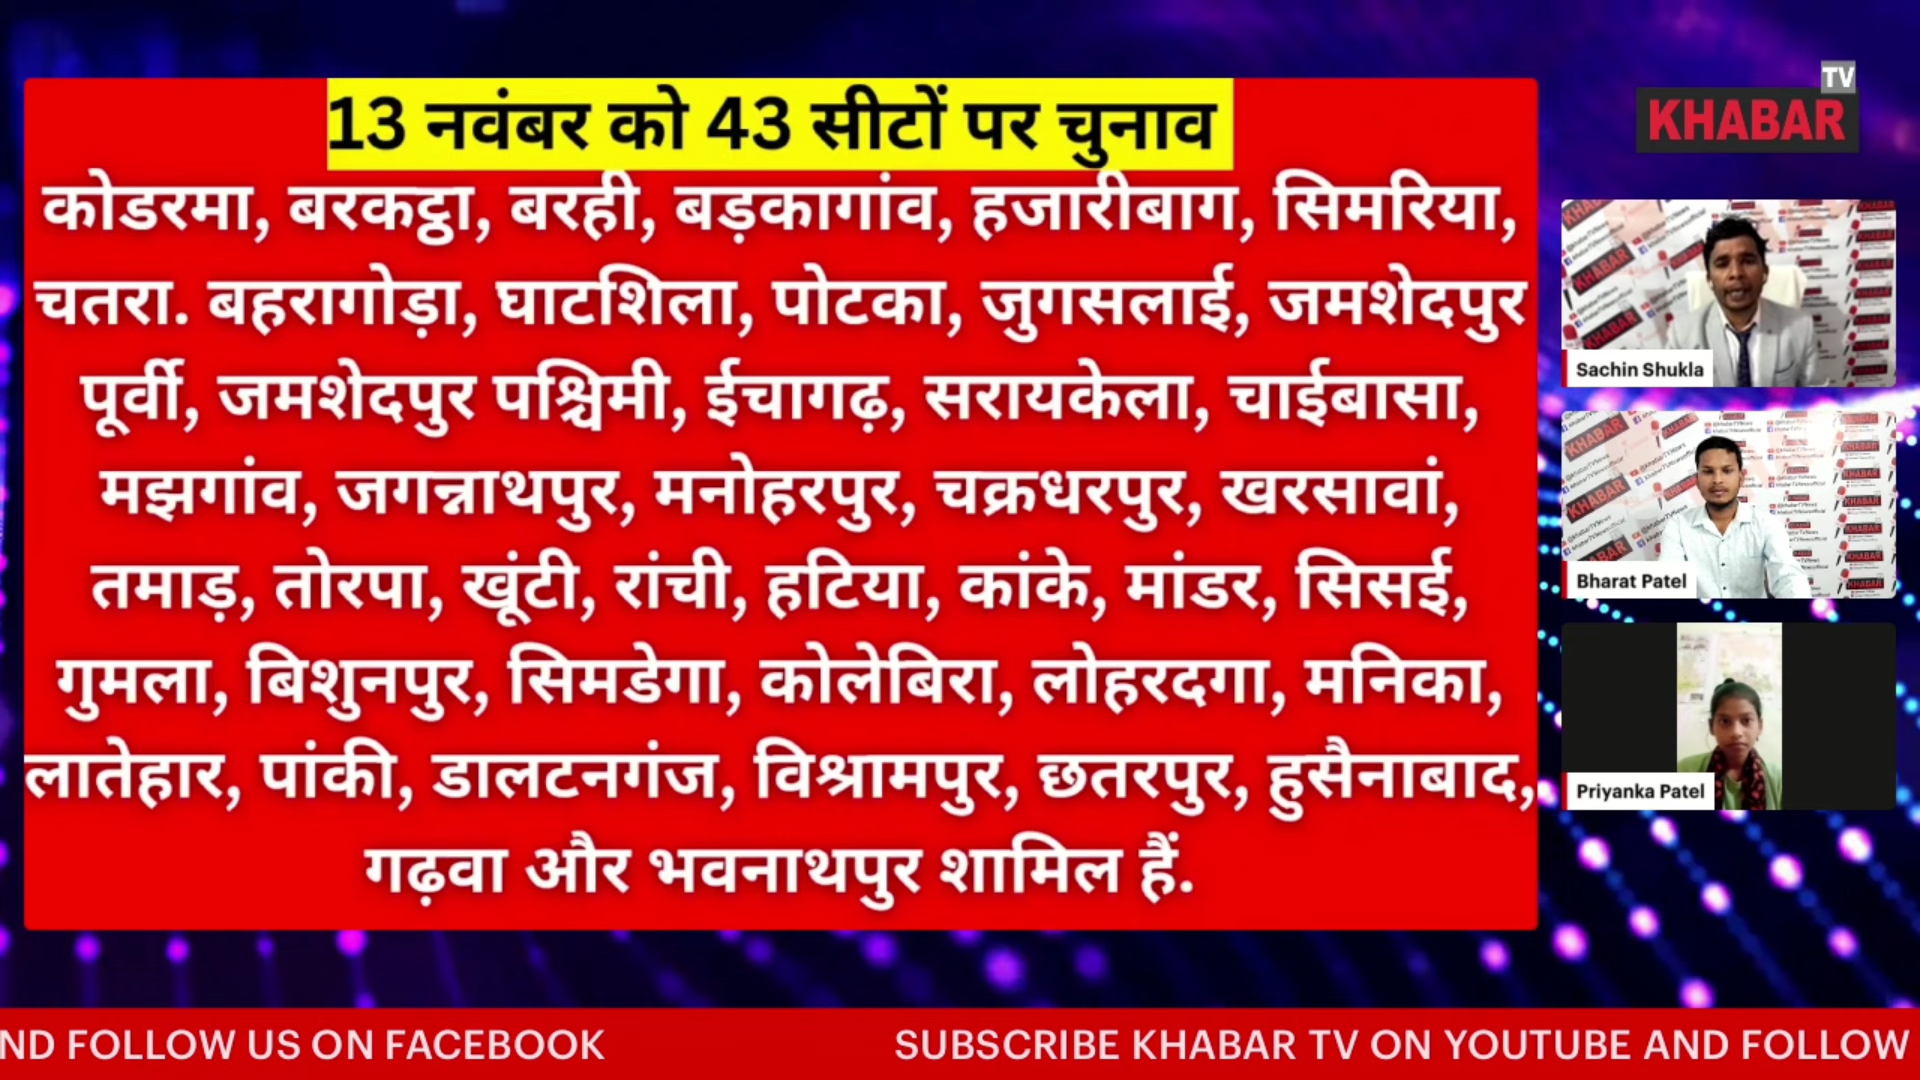 13 नवंबर को 43 सीटों पर चुनाव
कोडरमा, बरकट्ठा, बरही, बड़कागांव, हजारीबाग, सिमरिया,
चतरा. बहरागोड़ा, घाटशिला, पोटका, जुगसलाई, जमशेदपुर
पूर्वी, जमशेदपुर पश्चिमी, ईचागढ़, सरायकेला, चाईबासा,
मझगांव, जगन्नाथपुर, मनोहरपुर, चक्रधरपुर, खरसावां,
तमाड़, तोरपा, खूंटी, रांची, हटिया, कांके, मांडर, सिसई,
गुमला, बिशुनपुर, सिमडेगा, कोलेबिरा, लोहरदगा, मनिका,
लातेहार, पांकी, डालटनगंज, विश्रामपुर, छतरपुर, हुसैनाबाद,
गढ़वा और भवनाथपुर शामिल हैं.
TV
KHABAR
Sachin Shukla
Bharat Patel
Priyanka Patel
ND FOLLOW US ON FACEBOOK SUBSCRIBE KHABAR TV ON YOUTUBE AND FOLLOW